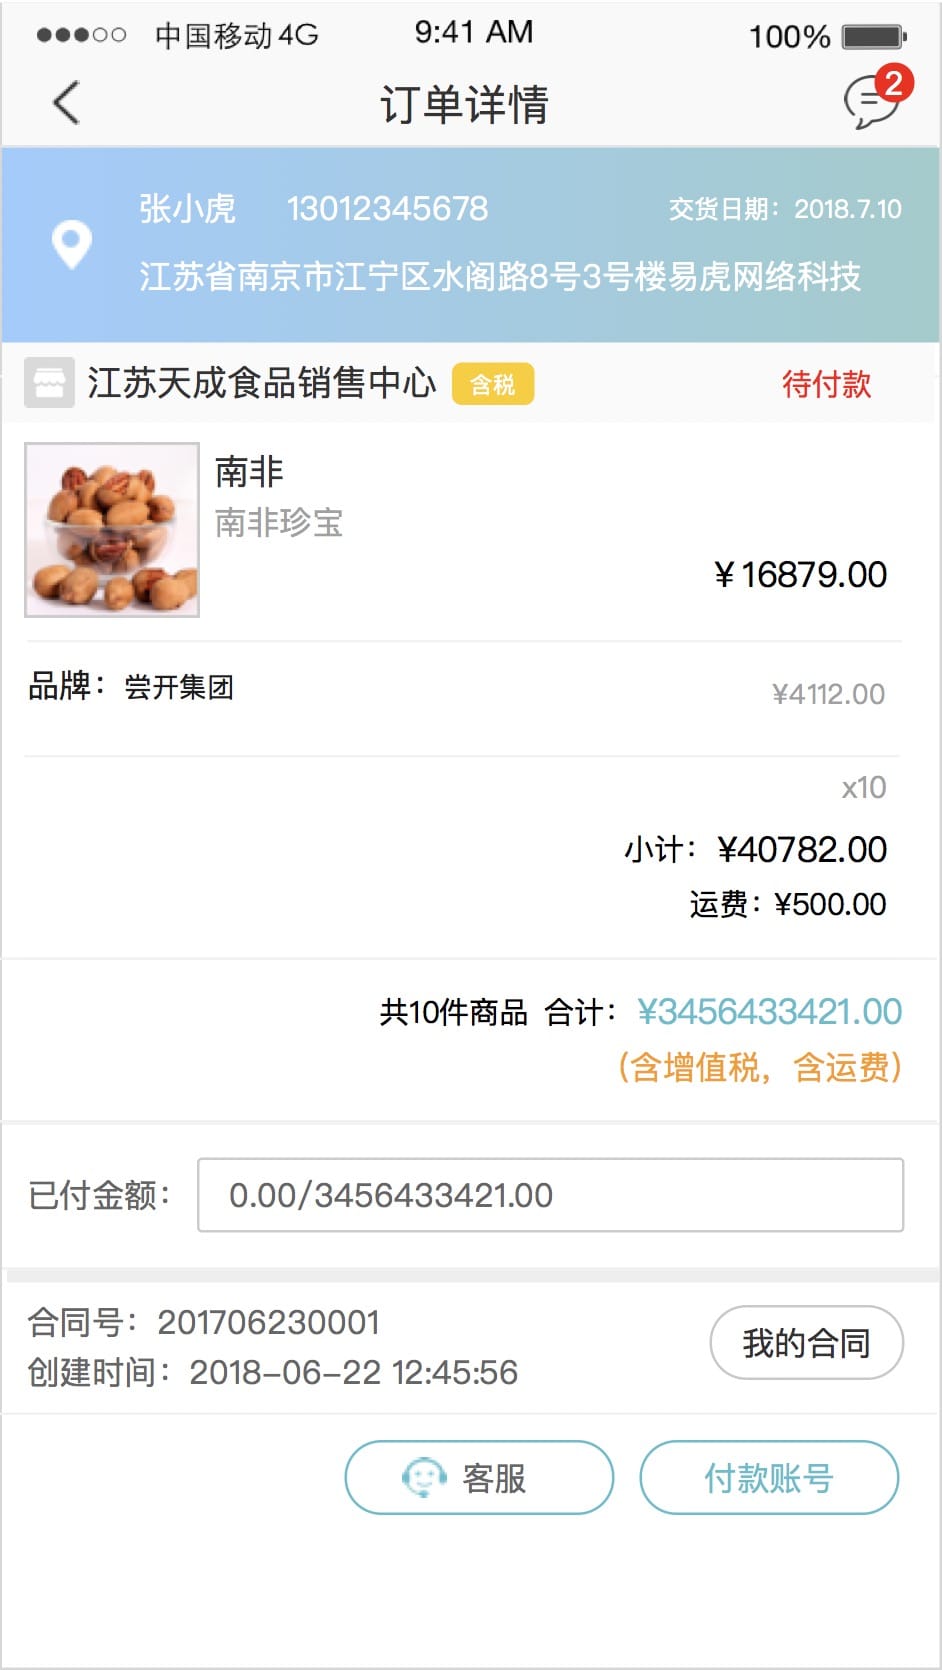 中国移动 4G 9:41 AM 100%
订单详情 2
张小虎 13012345678 交货日期：2018.7.10
江苏省南京市江宁区水阁路8号3号楼易虎网络科技
江苏天成食品销售中心 含税 待付款
南非
南非珍宝
¥16879.00
品牌：尝开集团 ¥4112.00
x10
小计：¥40782.00
运费：¥500.00
共10件商品 合计：¥3456433421.00
(含增值税，含运费)
已付金额： 0.00/3456433421.00
合同号：201706230001
创建时间：2018-06-22 12:45:56
我的合同
客服 付款账号